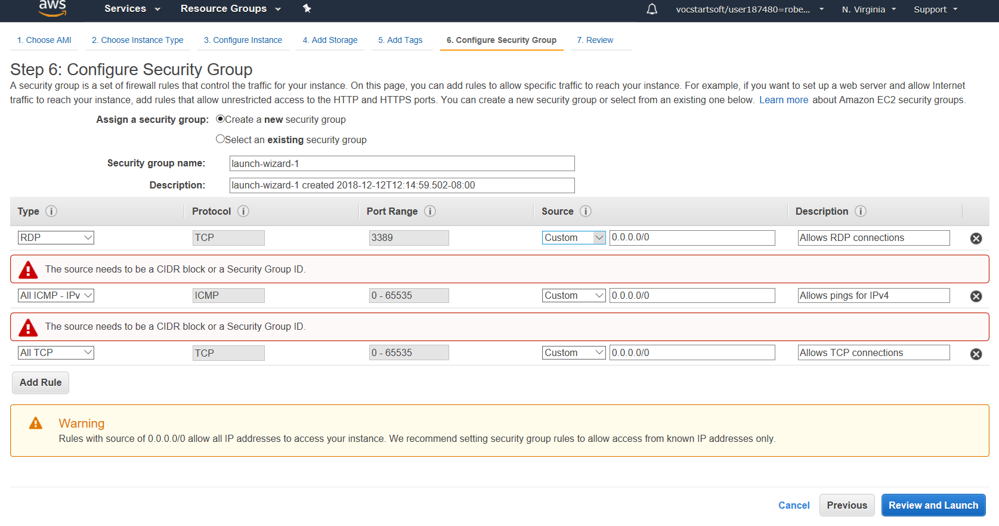 aws Services Resource Groups vocstartsoft/user187480=robe... N. Virginia Support
1. Choose AMI 2. Choose Instance Type 3. Configure Instance 4. Add Storage 5. Add Tags 6. Configure Security Group 7. Review
Step 6: Configure Security Group
A security group is a set of firewall rules that control the traffic for your instance. On this page, you can add rules to allow specific traffic to reach your instance. For example, if you want to set up a web server and allow Internet
traffic to reach your instance, add rules that allow unrestricted access to the HTTP and HTTPS ports. You can create a new security group or select from an existing one below. Learn more about Amazon EC2 security groups.
Assign a security group: Create a new security group
Select an existing security group
Security group name: launch-wizard-1
Description: launch-wizard-1 created 2018-12-12T12:14:59.502-08:00
Type i Protocol i Port Range i Source i Description i
RDP TCP 3389 Custom 0.0.0.0/0 Allows RDP connections
The source needs to be a CIDR block or a Security Group ID.
All ICMP - IPv ICMP 0 - 65535 Custom 0.0.0.0/0 Allows pings for IPv4
The source needs to be a CIDR block or a Security Group ID.
All TCP TCP 0 - 65535 Custom 0.0.0.0/0 Allows TCP connections
Add Rule
Warning
Rules with source of 0.0.0.0/0 allow all IP addresses to access your instance. We recommend setting security group rules to allow access from known IP addresses only.
Cancel Previous Review and Launch